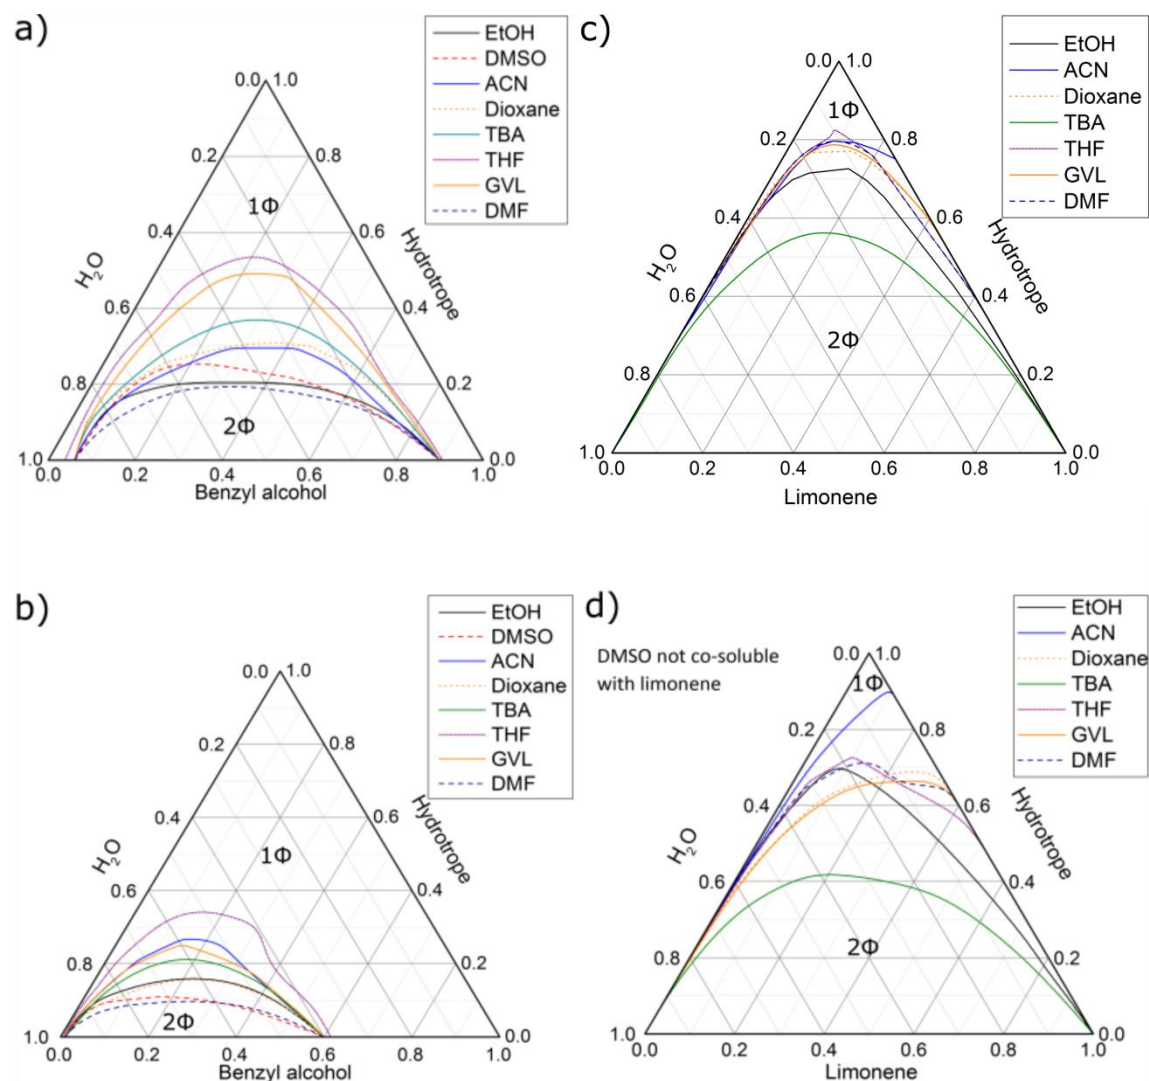 a)
EtOH
DMSO
ACN
Dioxane
TBA
THF
GVL
DMF
0.0 1.0
0.2 0.8
1Φ
0.4 0.6
H₂O
Hydrotrope
0.6 0.4
0.8 0.2
2Φ
1.0 0.0
0.0 0.2 0.4 0.6 0.8 1.0
Benzyl alcohol
c)
EtOH
ACN
Dioxane
TBA
THF
GVL
DMF
0.0 1.0
1Φ
0.2 0.8
0.4 0.6
H₂O
Hydrotrope
0.6 0.4
2Φ
0.8 0.2
1.0 0.0
0.0 0.2 0.4 0.6 0.8 1.0
Limonene
b)
EtOH
DMSO
ACN
Dioxane
TBA
THF
GVL
DMF
0.0 1.0
0.2 0.8
0.4 0.6
1Φ
H₂O
Hydrotrope
0.6 0.4
0.8 0.2
2Φ
1.0 0.0
0.0 0.2 0.4 0.6 0.8 1.0
Benzyl alcohol
d)
DMSO not co-soluble
with limonene
EtOH
ACN
Dioxane
TBA
THF
GVL
DMF
0.0 1.0
1Φ
0.2 0.8
0.4 0.6
H₂O
Hydrotrope
0.6 0.4
2Φ
0.8 0.2
1.0 0.0
0.0 0.2 0.4 0.6 0.8 1.0
Limonene